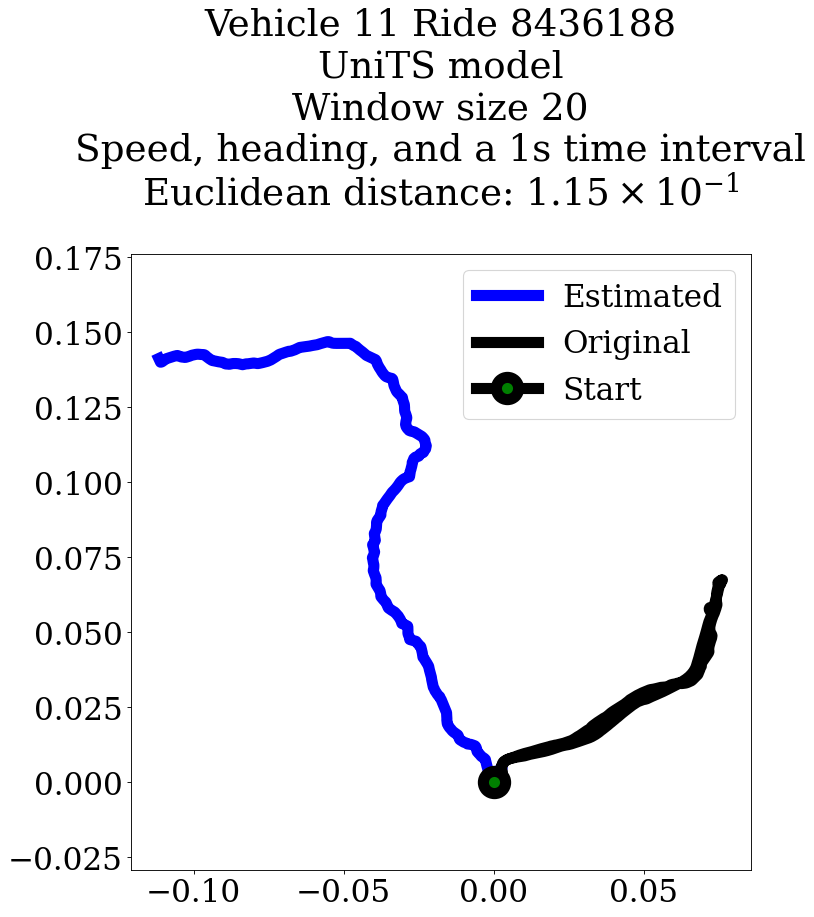 Vehicle 11 Ride 8436188
UniTS model
Window size 20
Speed, heading, and a 1s time interval
Euclidean distance: 1.15 × 10⁻¹
0.175
0.150
0.125
0.100
0.075
0.050
0.025
0.000
−0.025
Estimated
Original
Start
−0.10
−0.05
0.00
0.05